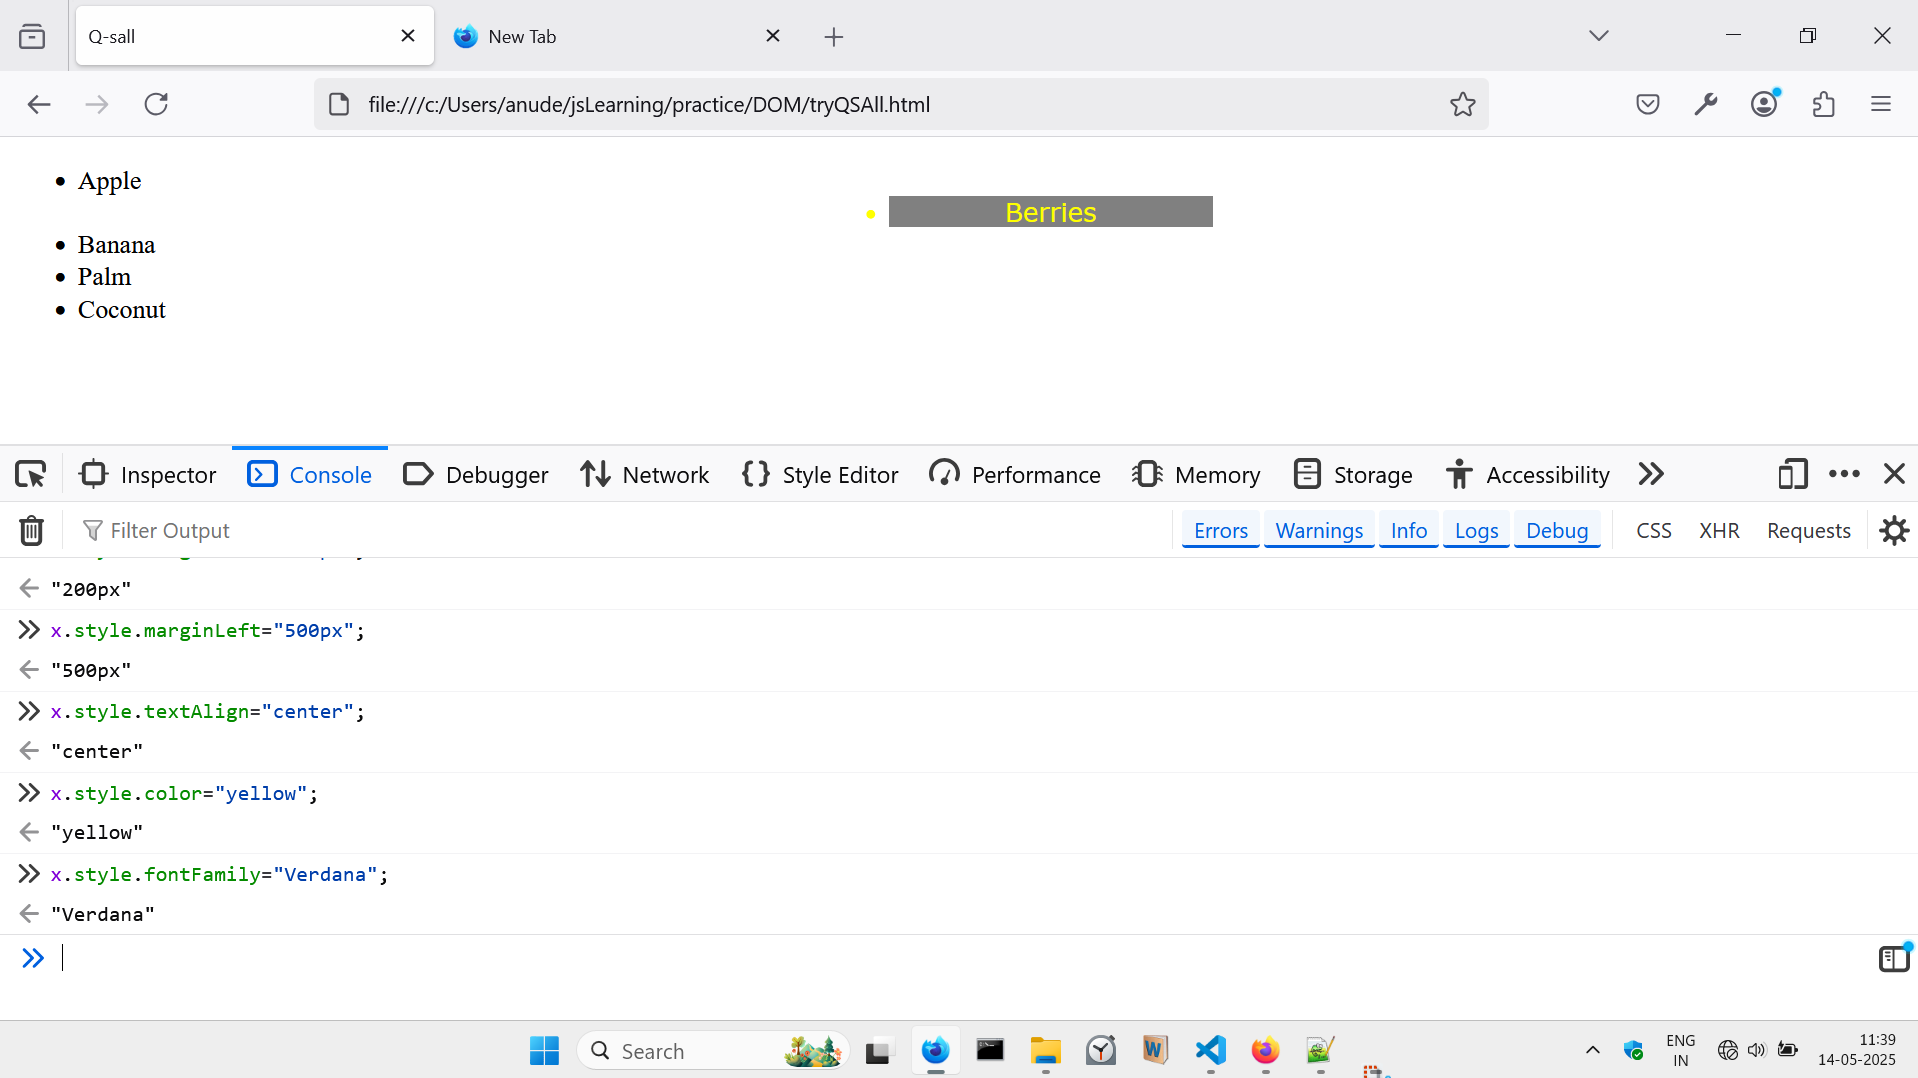 Q-sall
New Tab
file:///c:/Users/anude/jsLearning/practice/DOM/tryQSAll.html
Apple
Berries
Banana
Palm
Coconut
Inspector Console Debugger Network Style Editor Performance Memory Storage Accessibility
Filter Output Errors Warnings Info Logs Debug CSS XHR Requests
"200px"
x.style.marginLeft="500px";
"500px"
x.style.textAlign="center";
"center"
x.style.color="yellow";
"yellow"
x.style.fontFamily="Verdana";
"Verdana"
Search
ENG
IN
11:39
14-05-2025